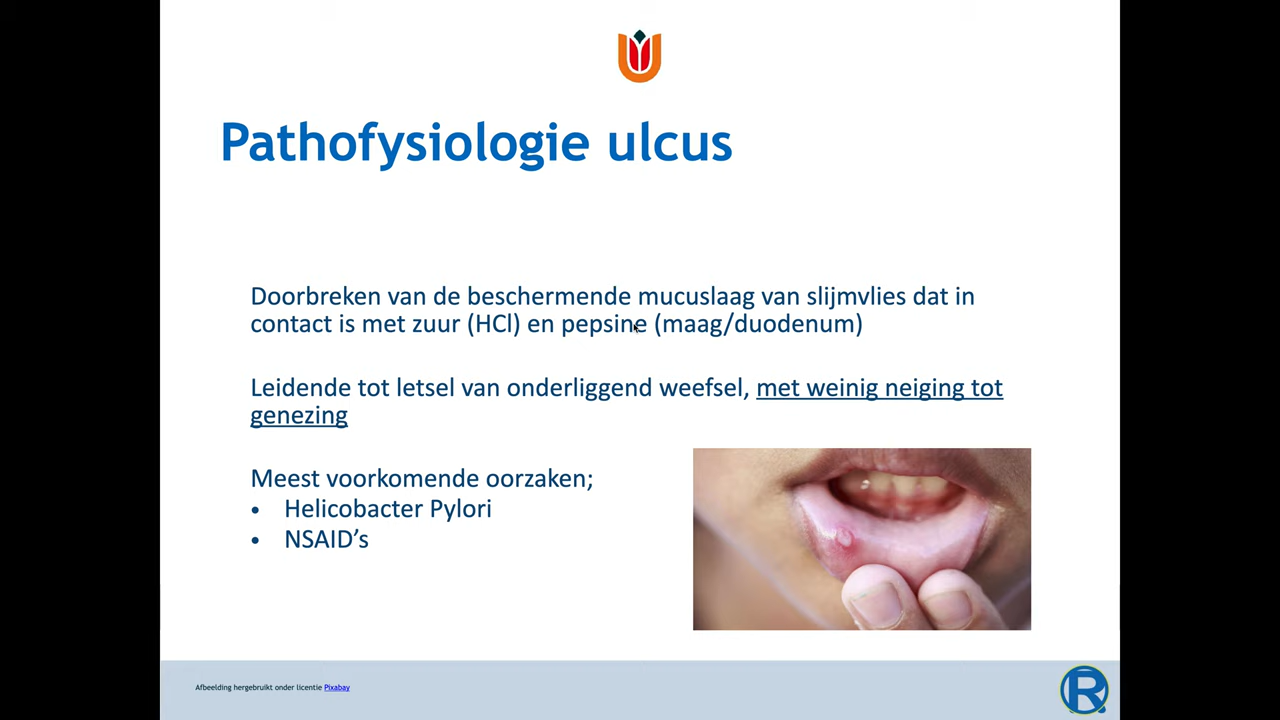 Pathofysiologie ulcus
Doorbreken van de beschermende mucuslaag van slijmvlies dat in
contact is met zuur (HCl) en pepsine (maag/duodenum)
Leidende tot letsel van onderliggend weefsel, met weinig neiging tot
genezing
Meest voorkomende oorzaken;
• Helicobacter Pylori
• NSAID’s
Afbeelding hergebruikt onder licentie Pixabay
R